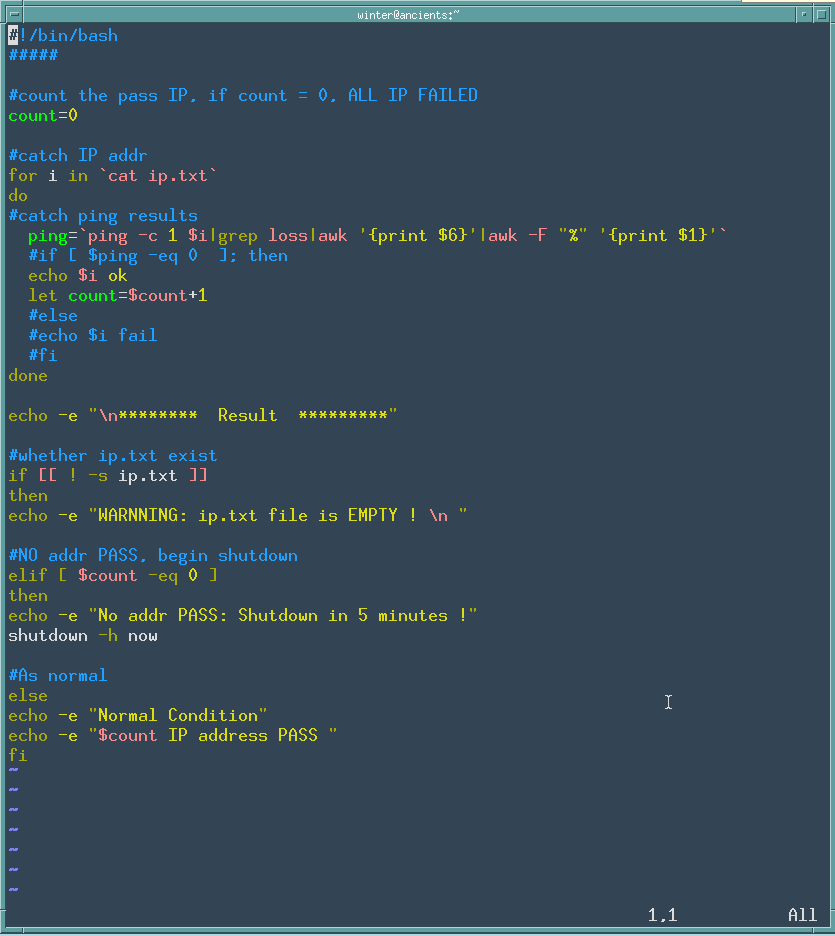 winter@ancients:~
#!/bin/bash
#####
#count the pass IP, if count = 0, ALL IP FAILED
count=0
#catch IP addr
for i in `cat ip.txt`
do
#catch ping results
  ping=`ping -c 1 $i|grep loss|awk '{print $6}'|awk -F "%" '{print $1}'`
  #if [ $ping -eq 0  ]; then
  echo $i ok
  let count=$count+1
  #else
  #echo $i fail
  #fi
done
echo -e "\n********  Result  *********"
#whether ip.txt exist
if [[ ! -s ip.txt ]]
then
echo -e "WARNNING: ip.txt file is EMPTY ! \n "
#NO addr PASS, begin shutdown
elif [ $count -eq 0 ]
then
echo -e "No addr PASS: Shutdown in 5 minutes !"
shutdown -h now
#As normal
else
echo -e "Normal Condition"
echo -e "$count IP address PASS "
fi
~
~
~
~
~
~
~
1,1 All